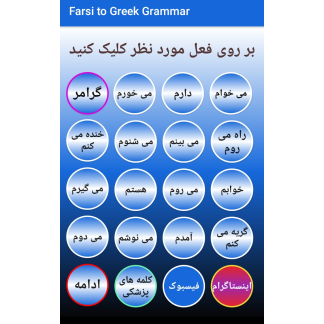 Farsi to Greek Grammar
بر روی فعل مورد نظر کلیک کنید
گرامر
می خورم
دارم
می خوام
خنده می
کنم
می شنوم
می بینم
راه می
روم
می گیرم
هستم
می روم
خوابم
می دوم
می نوشم
آمدم
گریه می
کنم
ادامه
کلمه های
پزشکی
فیسبوک
اینستاگرام